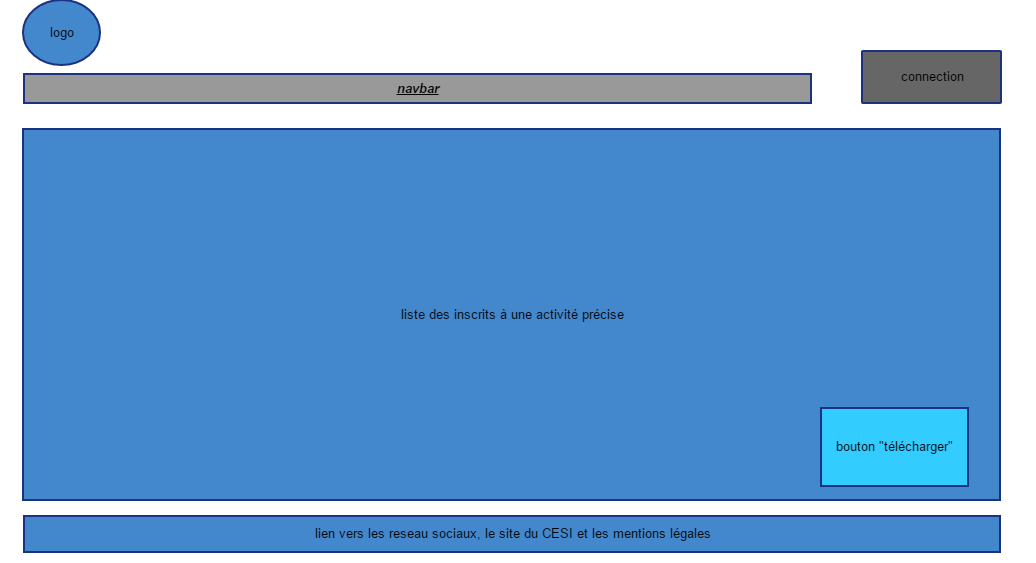 logo
connection
navbar
liste des inscrits à une activité précise
bouton "télécharger"
lien vers les reseau sociaux, le site du CESI et les mentions légales